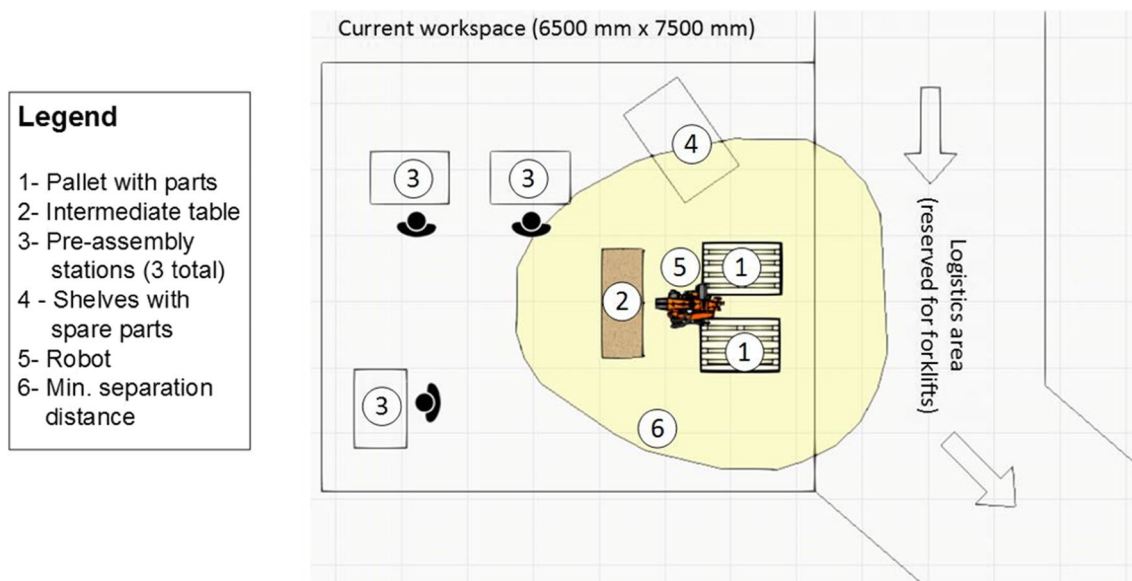 Current workspace (6500 mm x 7500 mm)
Legend
1- Pallet with parts
2- Intermediate table
3- Pre-assembly
stations (3 total)
4 - Shelves with
spare parts
5- Robot
6- Min. separation
distance
4
3
3
5
1
2
1
3
6
Logistics area
(reserved for forklifts)